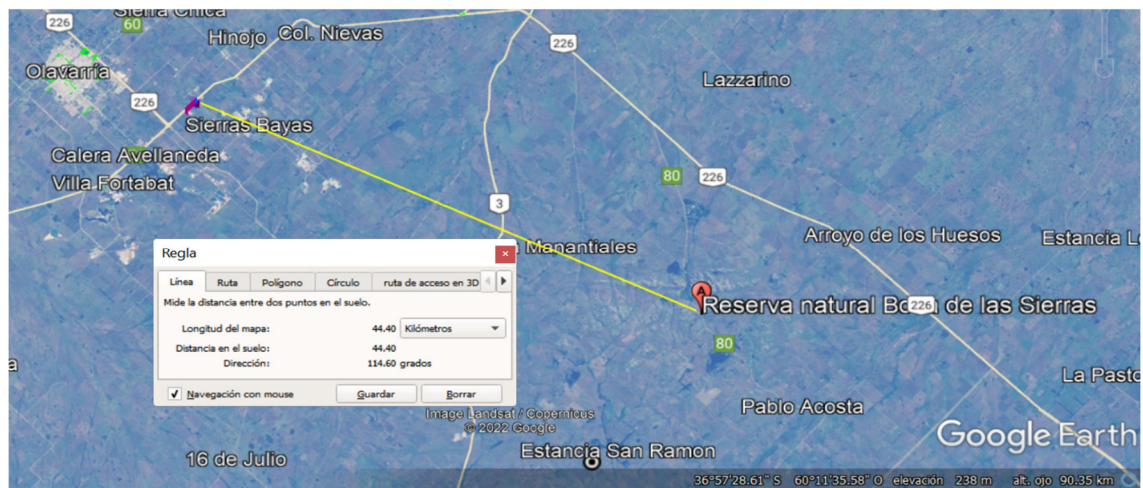 Sierra Chica
226
60
Hinojo
Col. Nievas
226
Olavarría
Lazzarino
226
Sierras Bayas
Calera Avellaneda
Villa Fortabat
80
226
3
Arroyo de los Huesos
Estancia L
Manantiales
Regla
Línea
Ruta
Polígono
Círculo
ruta de acceso en 3D
Mide la distancia entre dos puntos en el suelo.
Longitud del mapa:
44.40
Kilómetros
Distancia en el suelo:
44.40
Dirección:
114.60 grados
Navegación con mouse
Guardar
Borrar
A
Reserva natural Boca de las Sierras
226
80
a
La Pasto
Pablo Acosta
Image Landsat / Copernicus
© 2022 Google
Google Earth
16 de Julio
Estancia San Ramon
36°57'28.61" S 60°11'35.58" O elevación 238 m alt. ojo 90.35 km